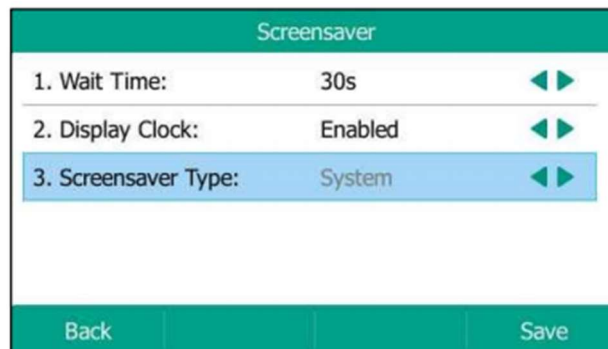 Screensaver
1. Wait Time: 30s
2. Display Clock: Enabled
3. Screensaver Type: System
Back Save